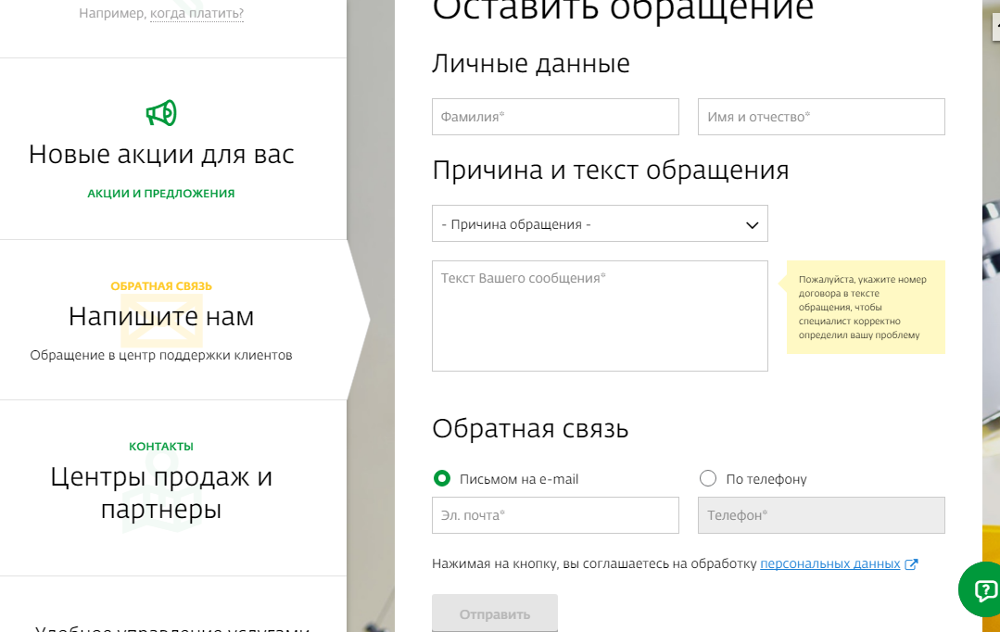 Например, когда платить?
Новые акции для вас
АКЦИИ И ПРЕДЛОЖЕНИЯ
ОБРАТНАЯ СВЯЗЬ
Напишите нам
Обращение в центр поддержки клиентов
КОНТАКТЫ
Центры продаж и
партнеры
Удобное управление услугами
Оставить обращение
Личные данные
Фамилия*
Имя и отчество*
Причина и текст обращения
- Причина обращения -
Текст Вашего сообщения*
Пожалуйста, укажите номер
договора в тексте
обращения, чтобы
специалист корректно
определил вашу проблему
Обратная связь
Письмом на e-mail
По телефону
Эл. почта*
Телефон*
Нажимая на кнопку, вы соглашаетесь на обработку персональных данных
Отправить